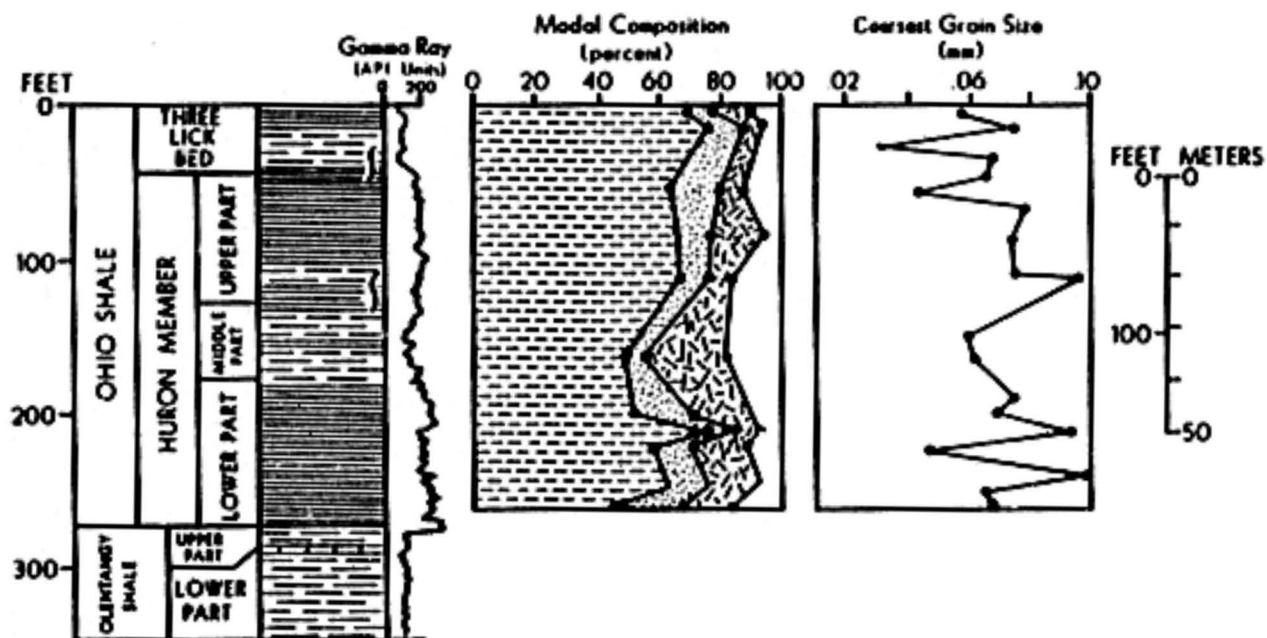 Modal Composition
(percent)
Coarsest Grain Size
(mm)
Gamma Ray
(API Units)
FEET
0 200
0 20 40 60 80 100
.02 .06 .10
0
100
200
300
OHIO SHALE
THREE
LICK
BED
HURON MEMBER
UPPER PART
MIDDLE
PART
LOWER PART
OLENTANGY
SHALE
UPPER
PART
LOWER
PART
FEET METERS
0 0
100
50